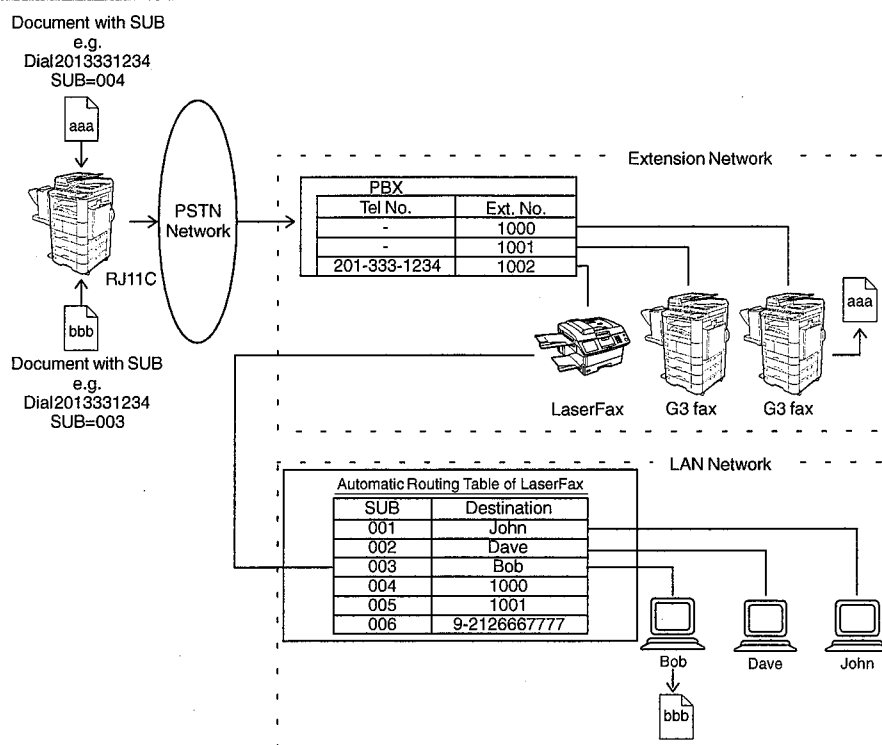 Document with SUB
e.g.
Dial2013331234
SUB=004
aaa
PSTN
Network
RJ11C
bbb
Document with SUB
e.g.
Dial2013331234
SUB=003
Extension Network
PBX
Tel No. Ext. No.
- 1000
- 1001
201-333-1234 1002
aaa
LaserFax G3 fax G3 fax
LAN Network
Automatic Routing Table of LaserFax
SUB Destination
001 John
002 Dave
003 Bob
004 1000
005 1001
006 9-2126667777
Bob Dave John
bbb